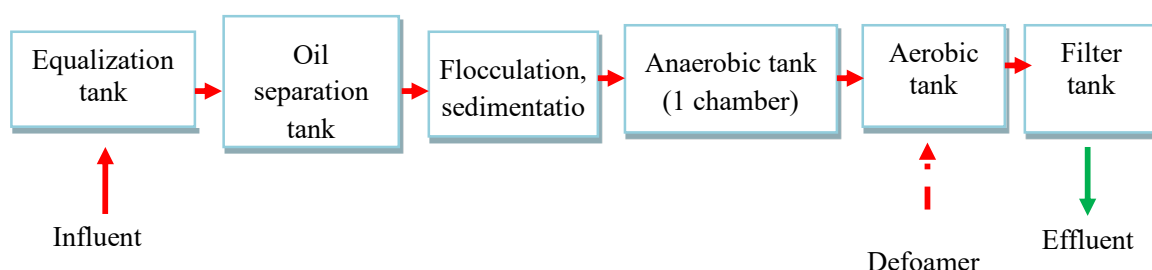 Equalization
tank
Oil
separation
tank
Flocculation,
sedimentatio
Anaerobic tank
(1 chamber)
Aerobic
tank
Filter
tank
Influent
Defoamer
Effluent